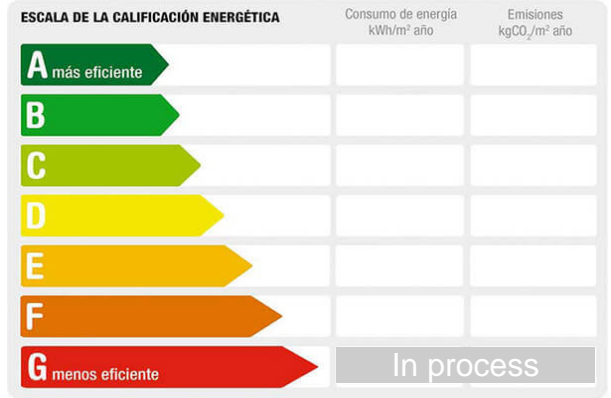 ESCALA DE LA CALIFICACIÓN ENERGÉTICA
Consumo de energía
kWh/m² año
Emisiones
kgCO₂/m² año
A más eficiente
B
C
D
E
F
G menos eficiente
In process